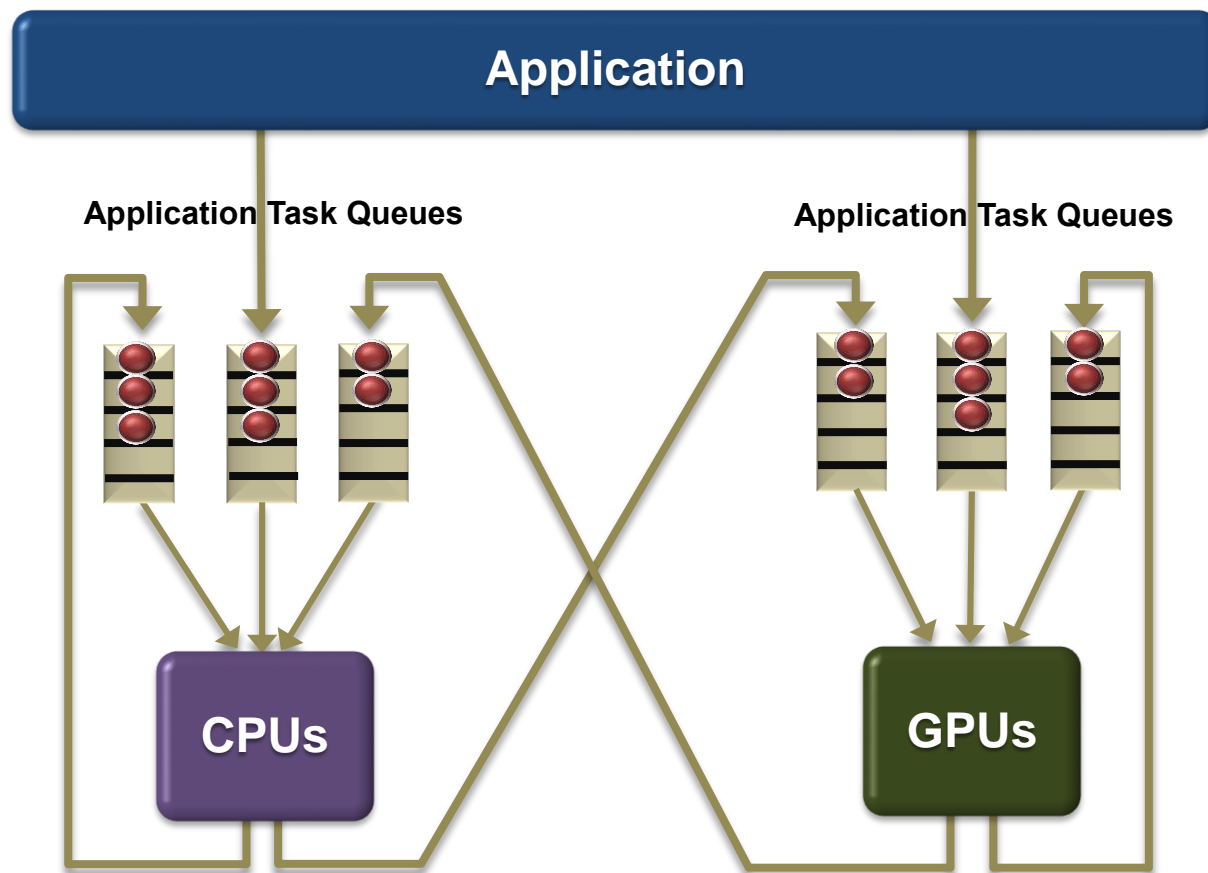 Application
Application Task Queues
Application Task Queues
CPUs
GPUs